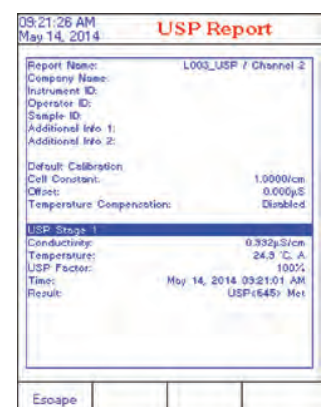 09:21:26 AM
May 14, 2014
USP Report
Report Name: L003_USP / Channel 2
Company Name:
Instrument ID:
Operator ID:
Sample ID:
Additional Info 1:
Additional Info 2:
Default Calibration
Cell Constant: 1.0000/cm
Offset: 0.000µS
Temperature Compensation: Disabled
USP Stage 1
Conductivity: 0.932µS/cm
Temperature: 24.9 °C, A
USP Factor: 100%
Time: May 14, 2014 09:21:01 AM
Result: USP<645> Met
Escape